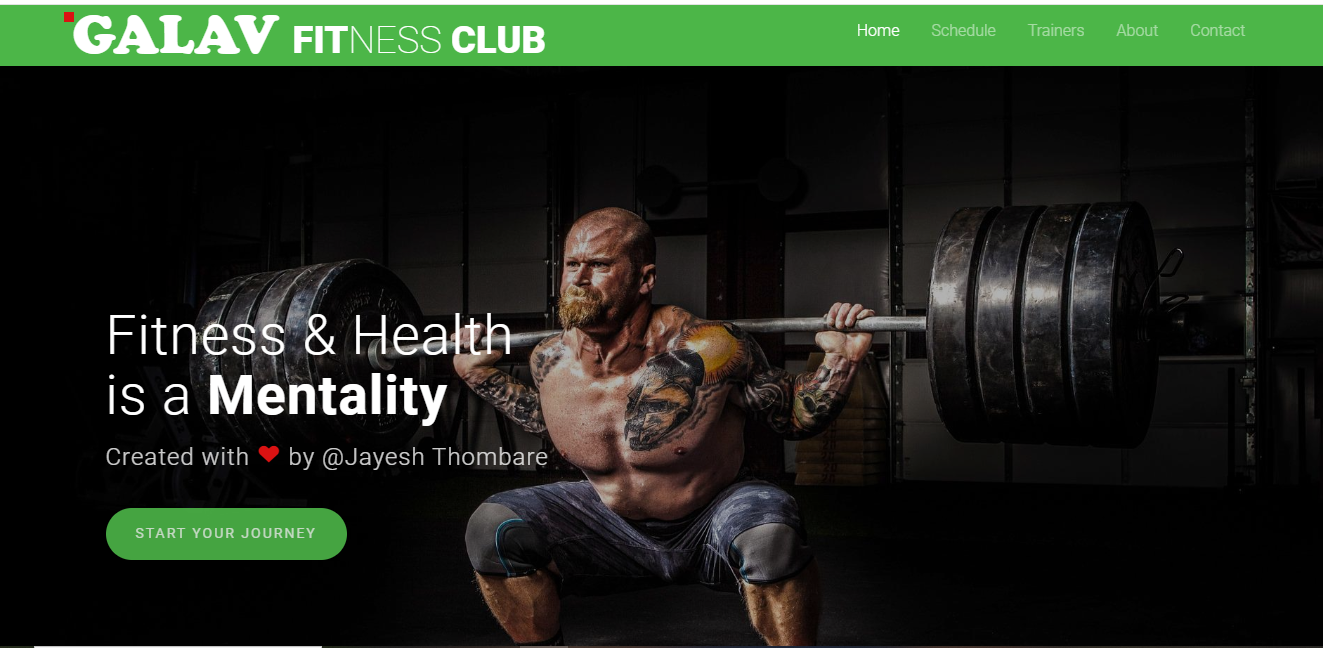 GALAV FITNESS CLUB
Home Schedule Trainers About Contact
Fitness & Health
is a Mentality
Created with ❤ by @Jayesh Thombare
START YOUR JOURNEY